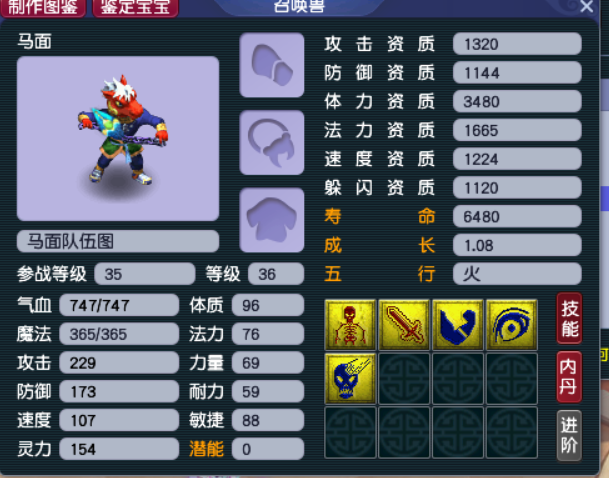 制作图鉴 鉴定宝宝 召唤兽
马面
攻击资质 1320
防御资质 1144
体力资质 3480
法力资质 1665
速度资质 1224
躲闪资质 1120
寿命 6480
成长 1.08
五行 火
马面队伍图
参战等级 35 等级 36
气血 747/747 体质 96
魔法 365/365 法力 76
攻击 229 力量 69
防御 173 耐力 59
速度 107 敏捷 88
灵力 154 潜能 0
技能
内丹
进阶